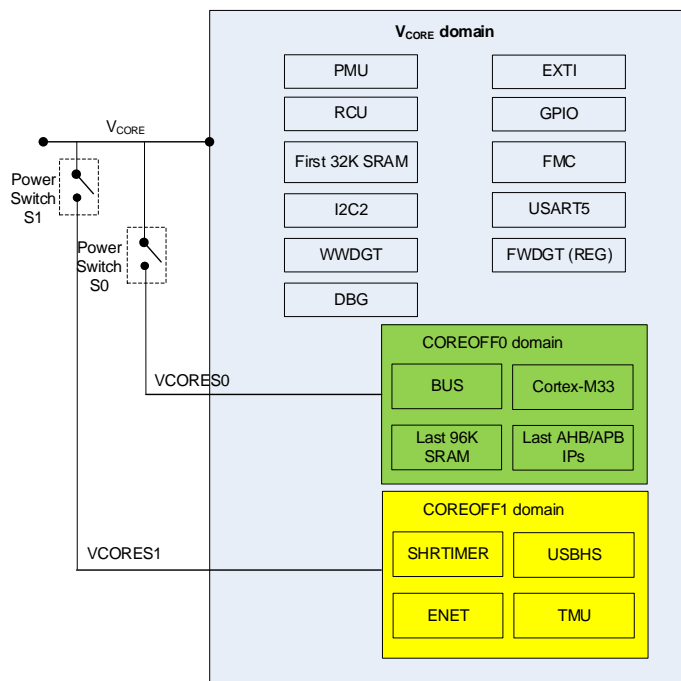 VCORE domain
PMU
EXTI
RCU
GPIO
VCORE
First 32K SRAM
FMC
Power
Switch
S1
I2C2
USART5
Power
Switch
S0
WWDGT
FWDGT (REG)
DBG
COREOFF0 domain
VCORES0
BUS
Cortex-M33
Last 96K
SRAM
Last AHB/APB
IPs
COREOFF1 domain
VCORES1
SHRTIMER
USBHS
ENET
TMU